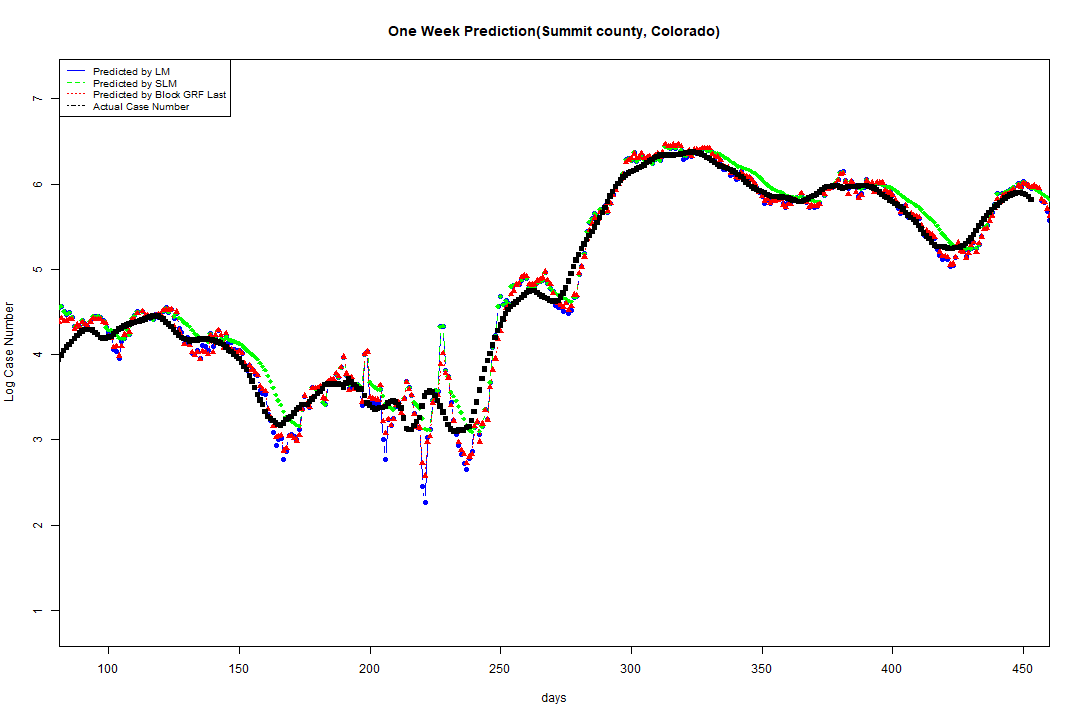 One Week Prediction(Summit county, Colorado)
Predicted by LM
Predicted by SLM
Predicted by Block GRF Last
Actual Case Number
7
6
5
4
3
2
1
Log Case Number
100 150 200 250 300 350 400 450
days